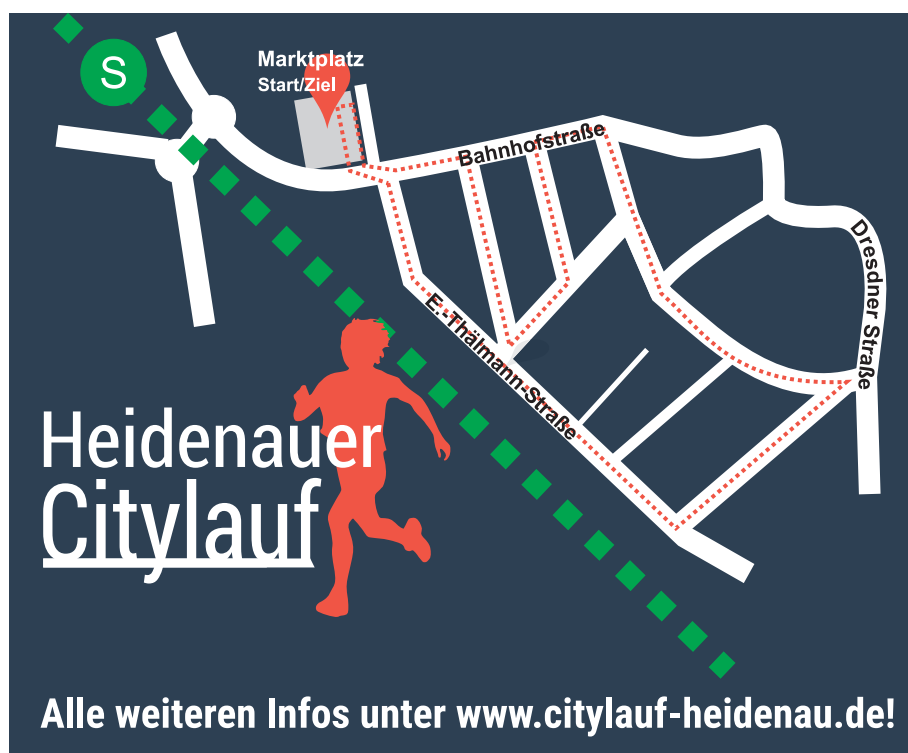 S
Marktplatz
Start/Ziel
Bahnhofstraße
Dresdner Straße
E.-Thälmann-Straße
Heidenauer
Citylauf
Alle weiteren Infos unter www.citylauf-heidenau.de!